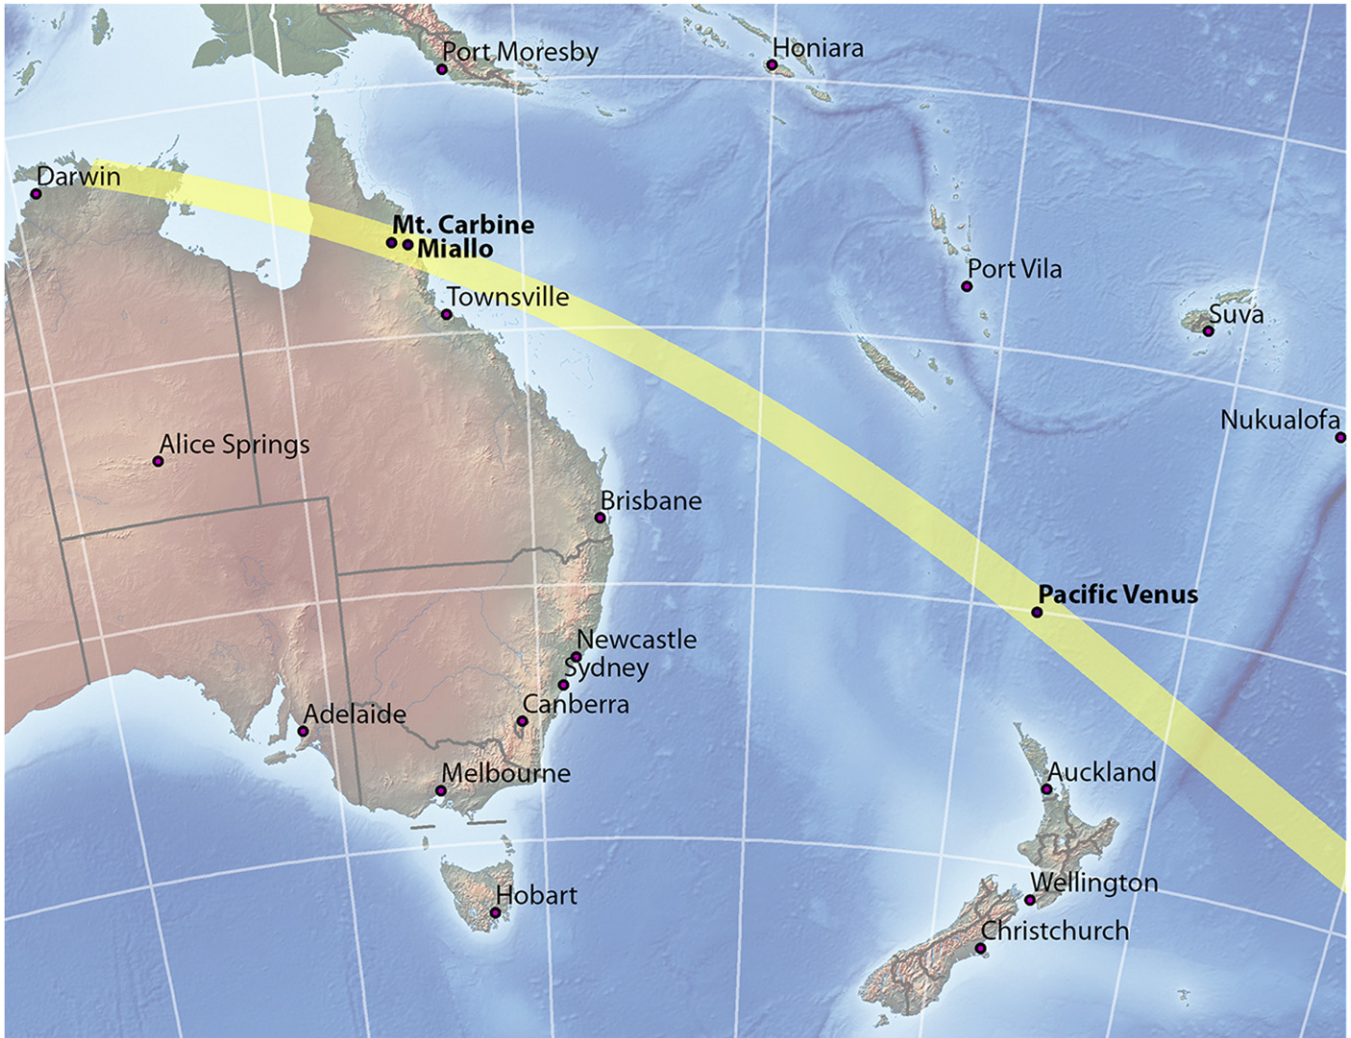 Port Moresby
Honiara
Darwin
Mt. Carbine
Miallo
Port Vila
Townsville
Suva
Nukualofa
Alice Springs
Brisbane
Pacific Venus
Newcastle
Sydney
Canberra
Adelaide
Melbourne
Auckland
Wellington
Hobart
Christchurch